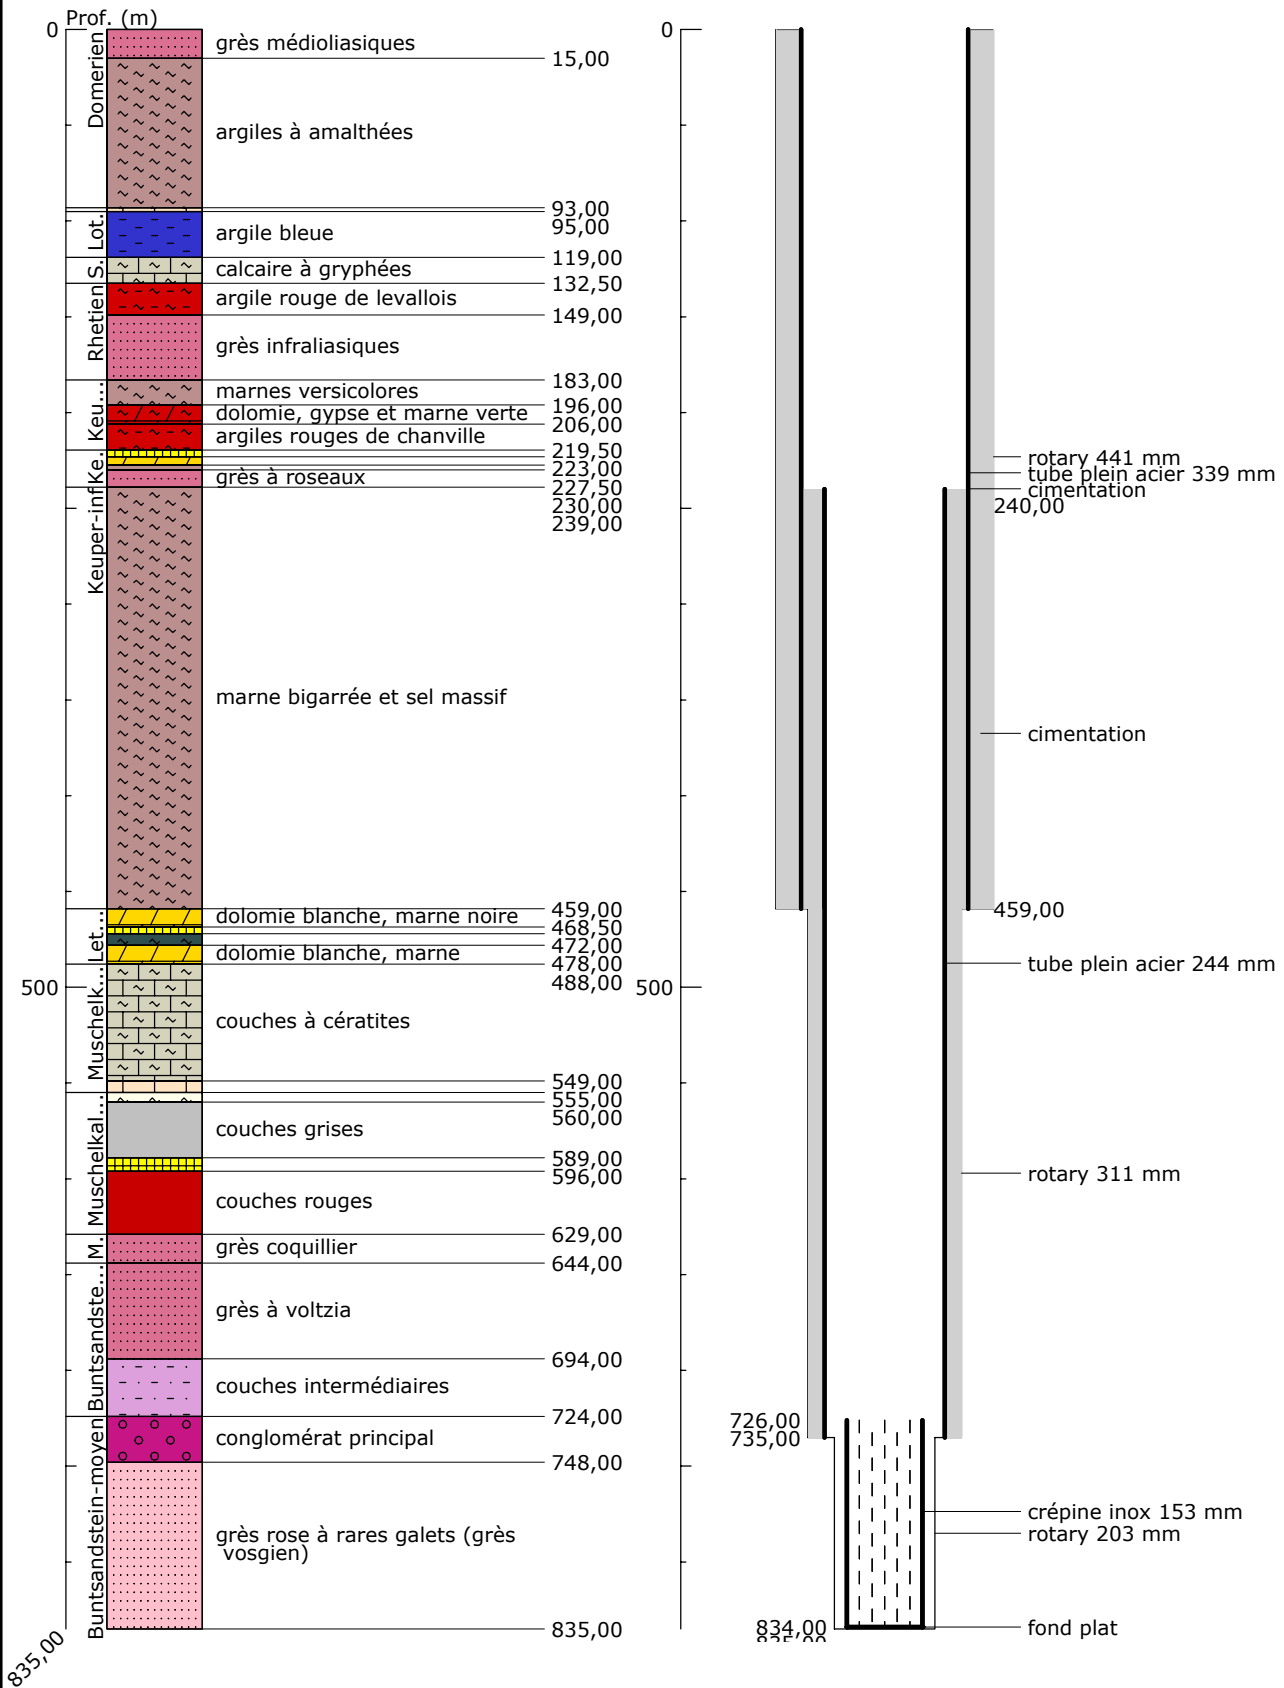 Prof. (m)
0
Domerien
grès médioliasiques
15,00
argiles à amalthées
93,00
95,00
Lot.
argile bleue
119,00
S.
calcaire à gryphées
132,50
Rhetien
argile rouge de levallois
149,00
grès infraliasiques
183,00
Keu...
marnes versicolores
196,00
dolomie, gypse et marne verte
206,00
argiles rouges de chanville
219,50
Ke.
223,00
grès à roseaux
227,50
230,00
239,00
Keuper-inf
marne bigarrée et sel massif
459,00
Let...
dolomie blanche, marne noire
468,50
472,00
dolomie blanche, marne
478,00
488,00
500
Muschelk...
couches à cératites
549,00
555,00
560,00
Muschelkal...
couches grises
589,00
596,00
couches rouges
629,00
M.
grès coquillier
644,00
Buntsandste...
grès à voltzia
694,00
couches intermédiaires
724,00
Buntsandstein-moyen
conglomérat principal
748,00
grès rose à rares galets (grès
vosgien)
835,00
835,00
0
rotary 441 mm
tube plein acier 339 mm
cimentation
240,00
cimentation
459,00
tube plein acier 244 mm
500
rotary 311 mm
726,00
735,00
crépine inox 153 mm
rotary 203 mm
834,00
fond plat
835,00